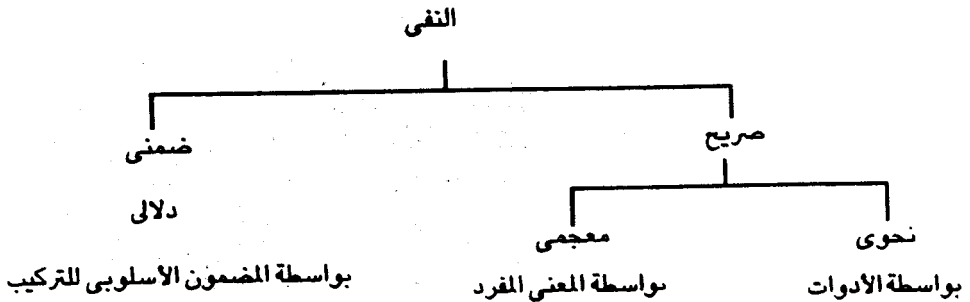 النفى
صريح
ضمنى
دلالى
نحوى
معجمى
بواسطة الأدوات
بواسطة المعنى المفرد
بواسطة المضمون الأسلوبى للتركيب